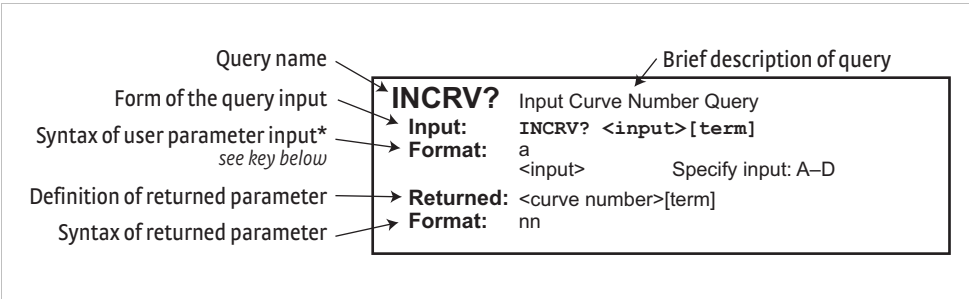 Query name
Brief description of query
INCRV? Input Curve Number Query
Form of the query input
Input: INCRV? <input>[term]
Syntax of user parameter input*
see key below
Format: a
<input> Specify input: A–D
Definition of returned parameter
Returned: <curve number>[term]
Syntax of returned parameter
Format: nn